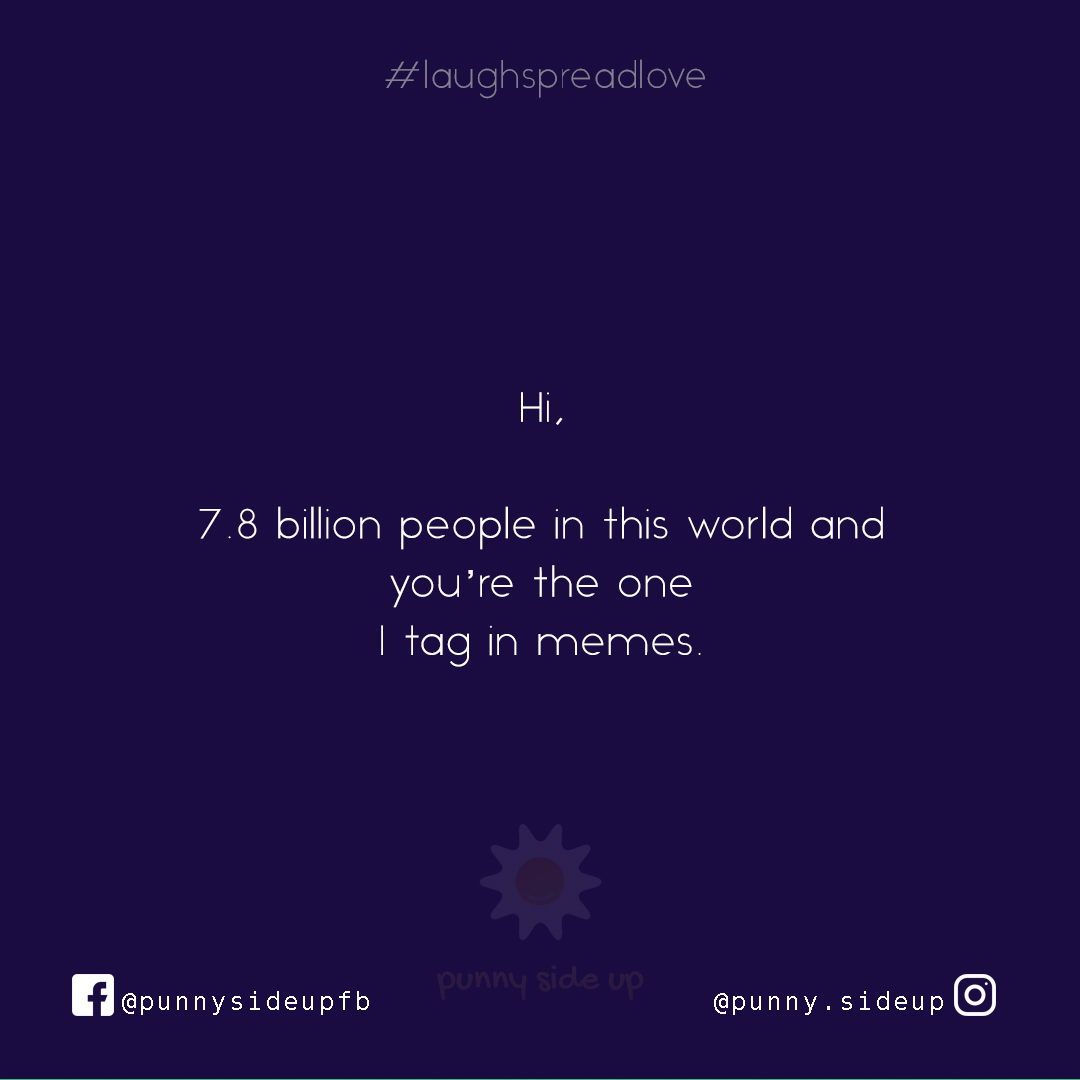 #laughspreadlove
Hi,
7.8 billion people in this world and
you’re the one
I tag in memes.
punny side up
@punnysideupfb
@punny.sideup